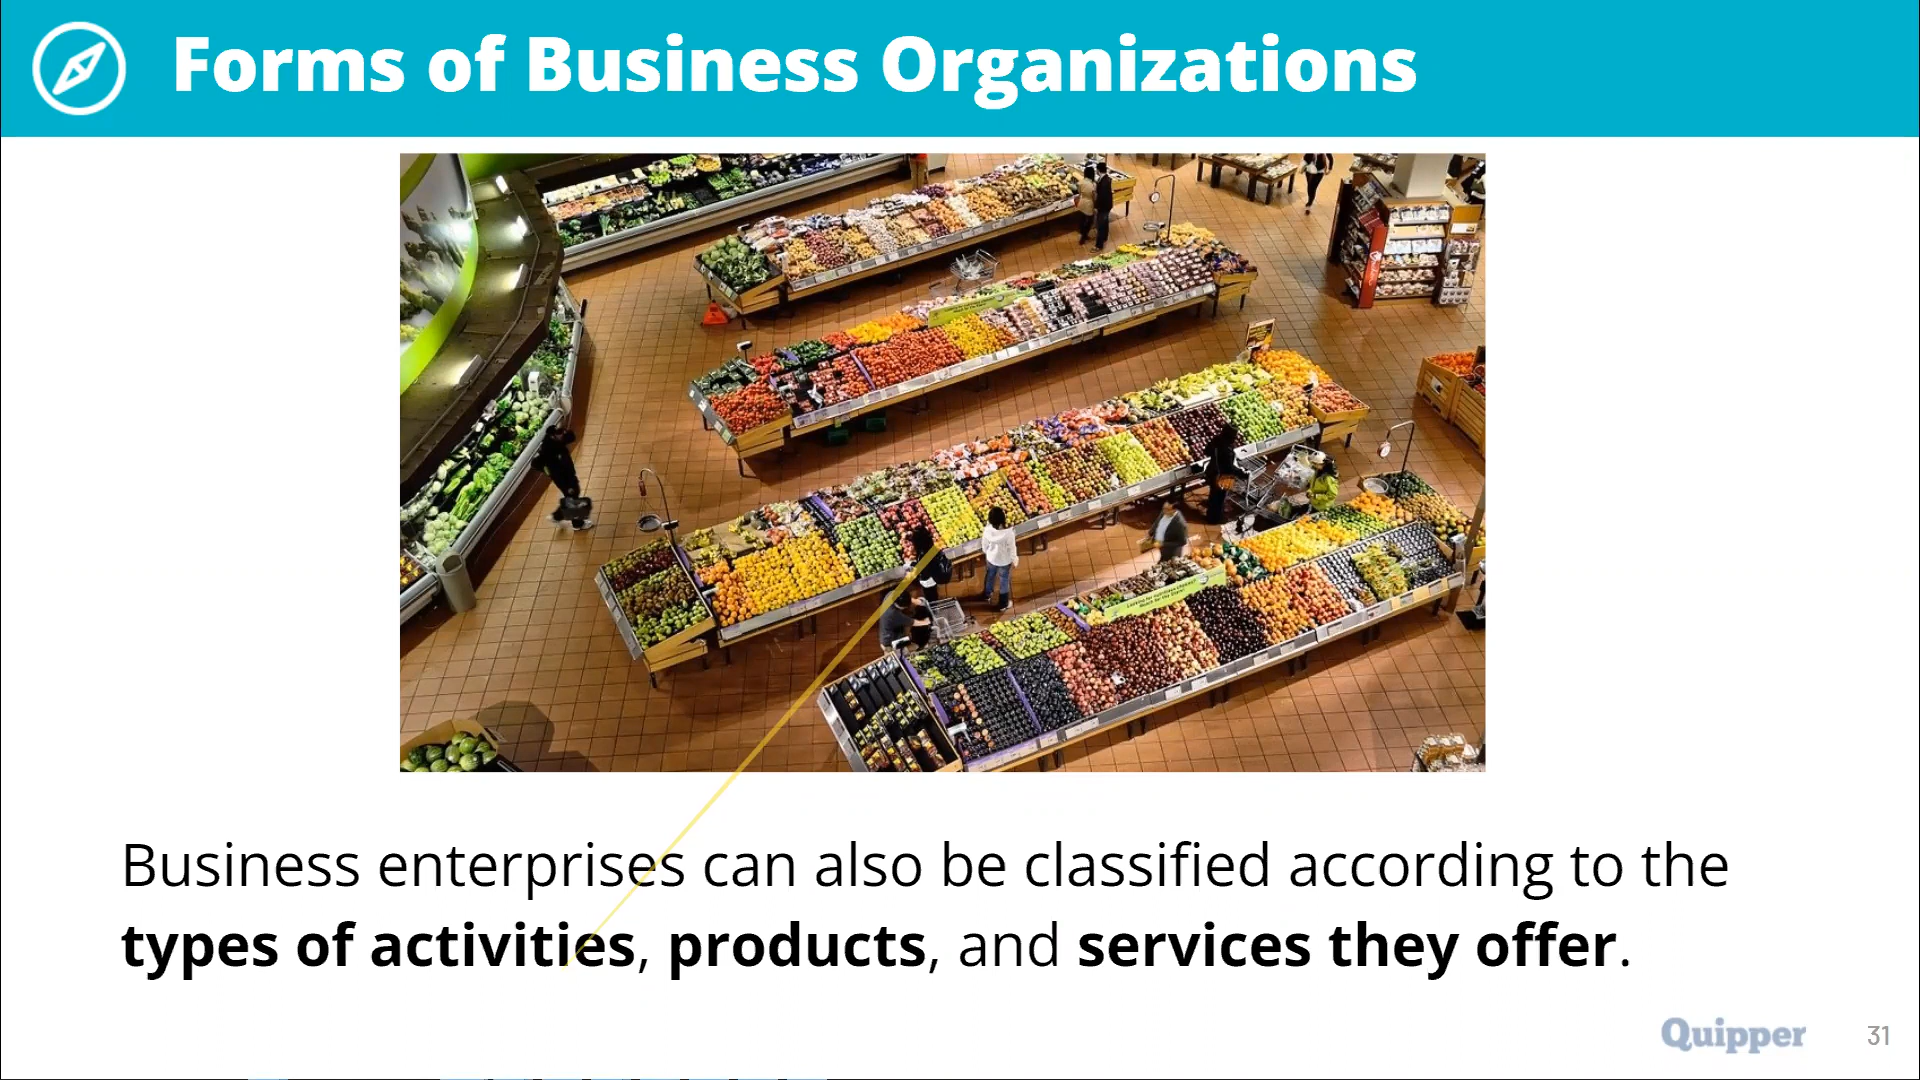 Forms of Business Organizations
Business enterprises can also be classified according to the
types of activities, products, and services they offer.
Quipper
31